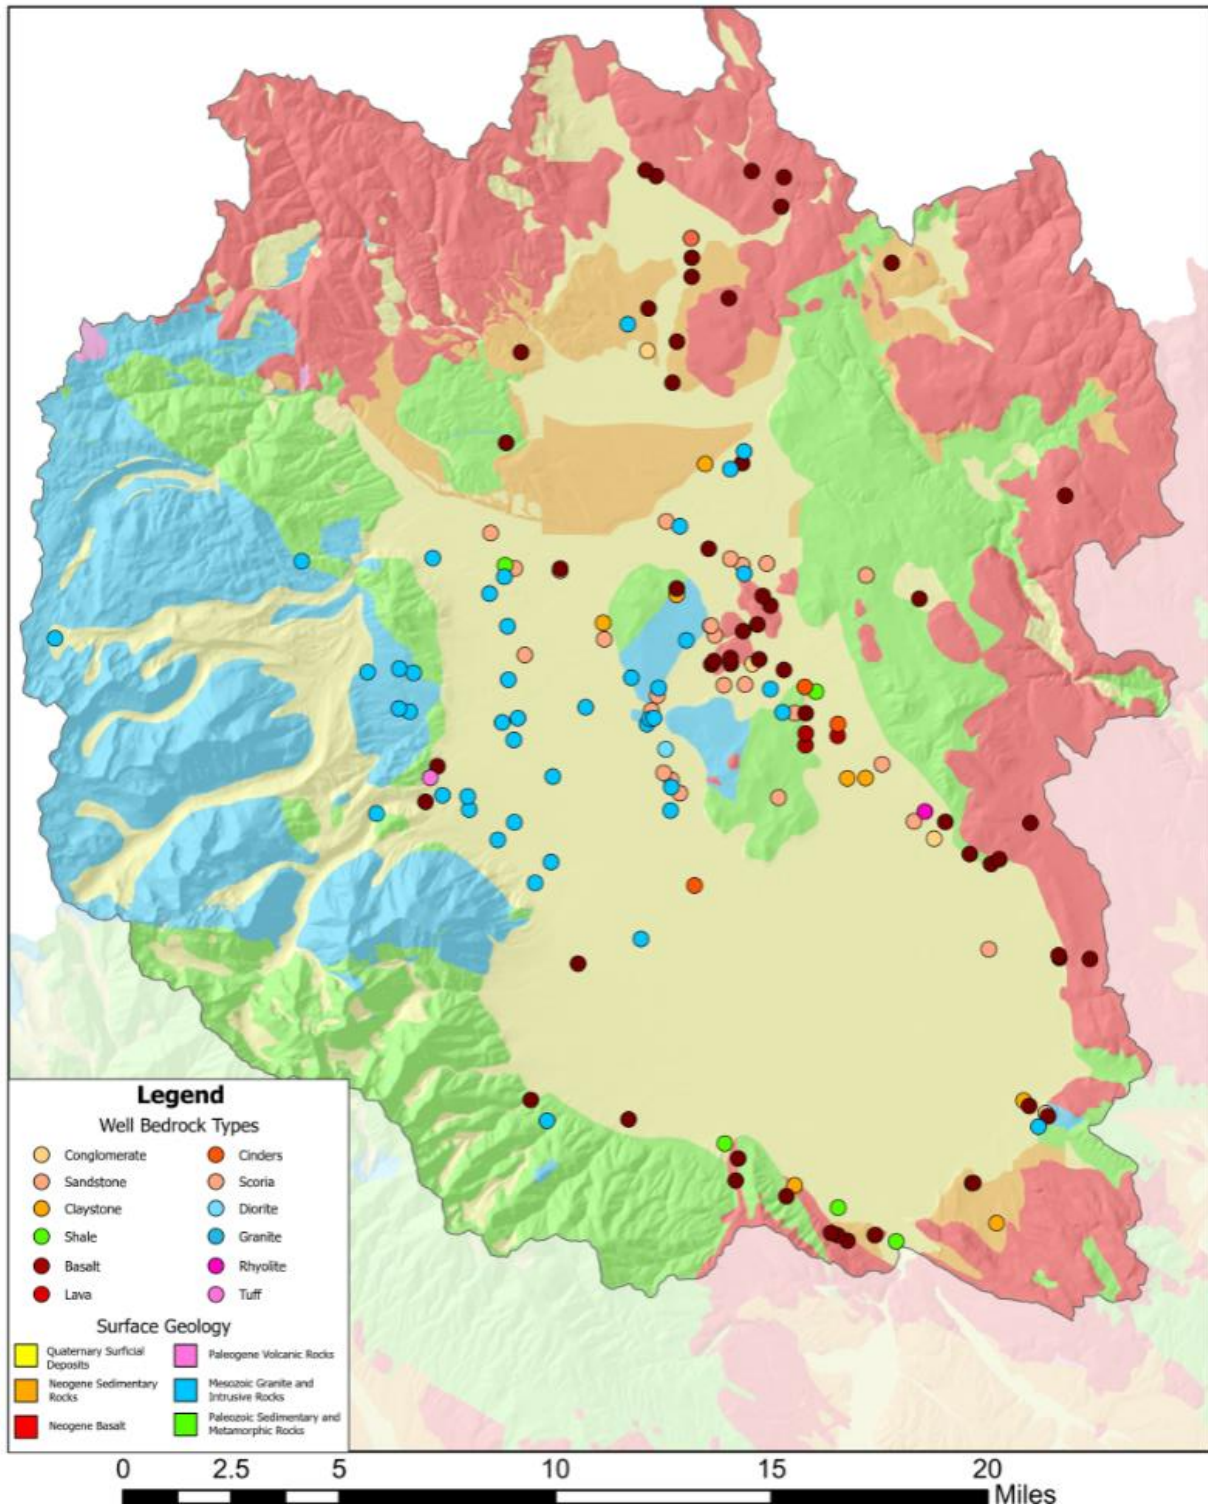 Legend
Well Bedrock Types
Conglomerate
Cinders
Sandstone
Scoria
Claystone
Diorite
Shale
Granite
Basalt
Rhyolite
Lava
Tuff
Surface Geology
Quaternary Surficial
Deposits
Paleogene Volcanic Rocks
Neogene Sedimentary
Rocks
Mesozoic Granite and
Intrusive Rocks
Neogene Basalt
Paleozoic Sedimentary and
Metamorphic Rocks
0 2.5 5 10 15 20
Miles